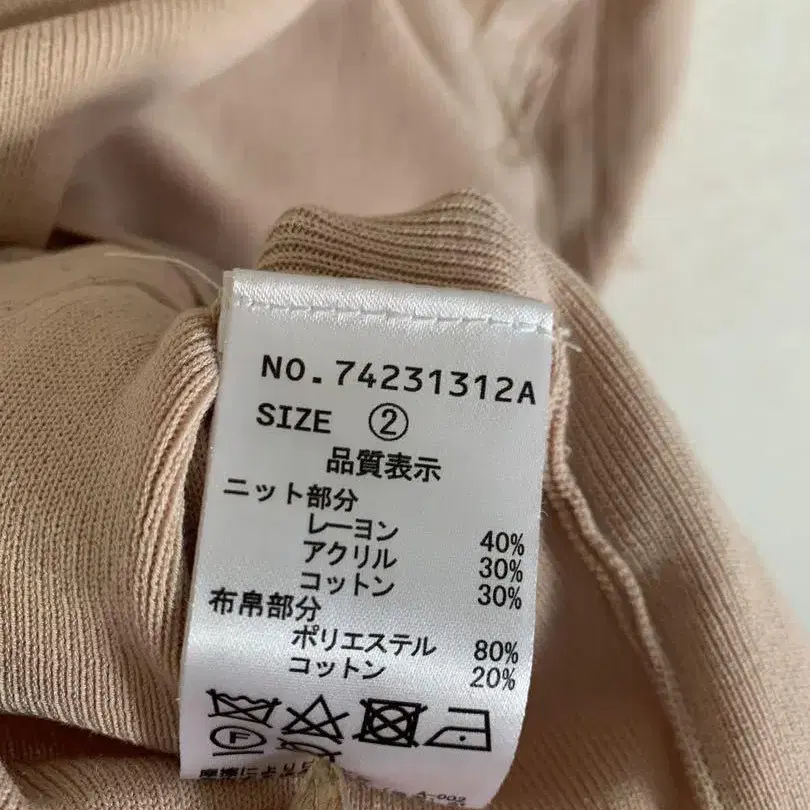 NO.74231312A
SIZE ②
品質表示
ニット部分
レーヨン 40%
アクリル 30%
コットン 30%
布帛部分
ポリエステル 80%
コットン 20%
F
A-002